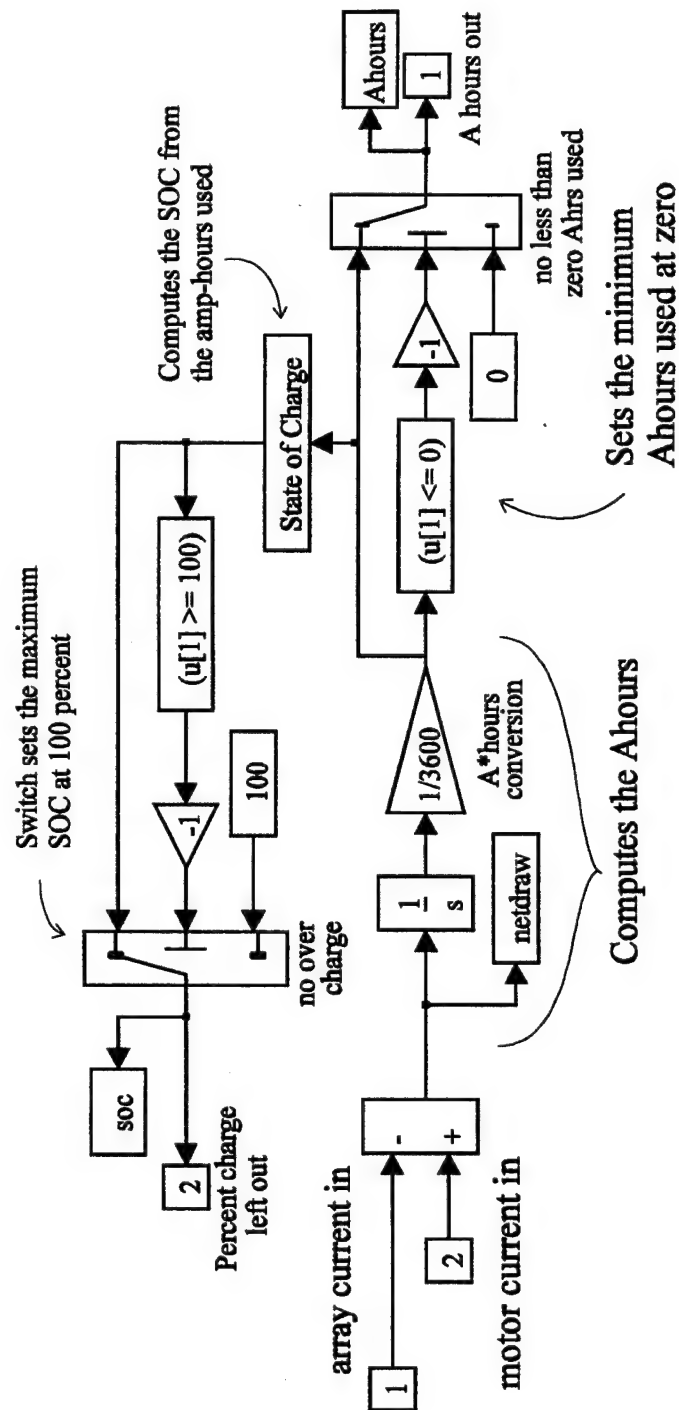 Switch sets the maximum
SOC at 100 percent
Computes the SOC from
the amp-hours used
soc
2
Percent charge
left out
no over
charge
-1
100
(u[1] >= 100)
State of Charge
Ahours
1
A hours out
array current in
1
2
motor current in
-
+
netdraw
1
s
1/3600
A*hours
conversion
(u[1] <= 0)
-1
0
no less than
zero Ahrs used
Computes the Ahours
Sets the minimum
Ahours used at zero